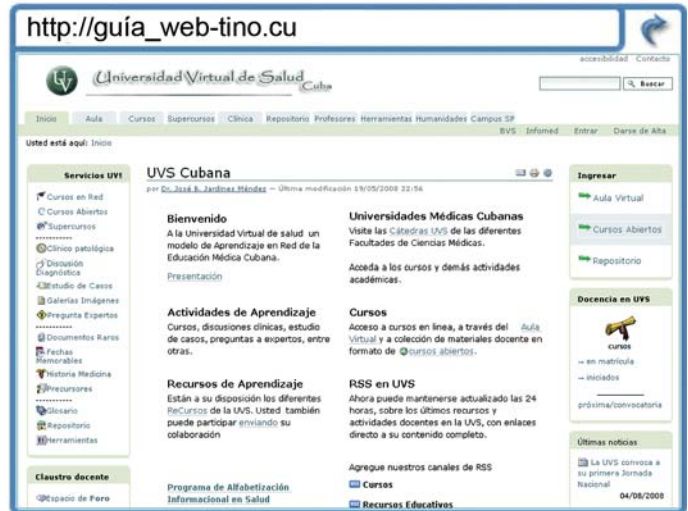 http://guía_web-tino.cu
accesibilidad Contacto
UV
Universidad Virtual de Salud
Cuba
Buscar
Inicio Aula Cursos Supercursos Clínica Repositorio Profesores Herramientas Humanidades Campus SP
BVS Infomed Entrar Darse de Alta
Usted está aquí: Inicio
Servicios UV!
Cursos en Red
Cursos Abiertos
Supercursos
Clínico patológica
Discusión
Diagnóstica
Estudio de Casos
Galerías Imágenes
Pregunta Expertos
Documentos Raros
Fechas
Memorables
Historia Medicina
Precursores
Glosario
Repositorio
Herramientas
Claustro docente
Espacio de Foro
UVS Cubana
por Dr. José B. Jardines Méndez — Última modificación 19/05/2008 22:56
Bienvenido
A la Universidad Virtual de salud un
modelo de Aprendizaje en Red de la
Educación Médica Cubana.
Presentación
Universidades Médicas Cubanas
Visite las Cátedras UVS de las diferentes
Facultades de Ciencias Médicas.
Acceda a los cursos y demás actividades
académicas.
Actividades de Aprendizaje
Cursos, discusiones clínicas, estudio
de casos, preguntas a expertos, entre
otras.
Cursos
Acceso a cursos en linea, a través del Aula
Virtual y a colección de materiales docente en
formato de cursos abiertos.
Recursos de Aprendizaje
Están a su disposición los diferentes
ReCursos de la UVS. Usted también
puede participar enviando su
colaboración
RSS en UVS
Ahora puede mantenerse actualizado las 24
horas, sobre los últimos recursos y
actividades docentes en la UVS, con enlaces
directo a su contenido completo.
Agregue nuestros canales de RSS
Cursos
Recursos Educativos
Programa de Alfabetización
Informacional en Salud
Ingresar
Aula Virtual
Cursos Abiertos
Repositorio
Docencia en UVS
cursos
→ en matrícula
→ iniciados
próxima/convocatoria
Últimas noticias
La UVS convoca a
su primera Jornada
Nacional
04/08/2008